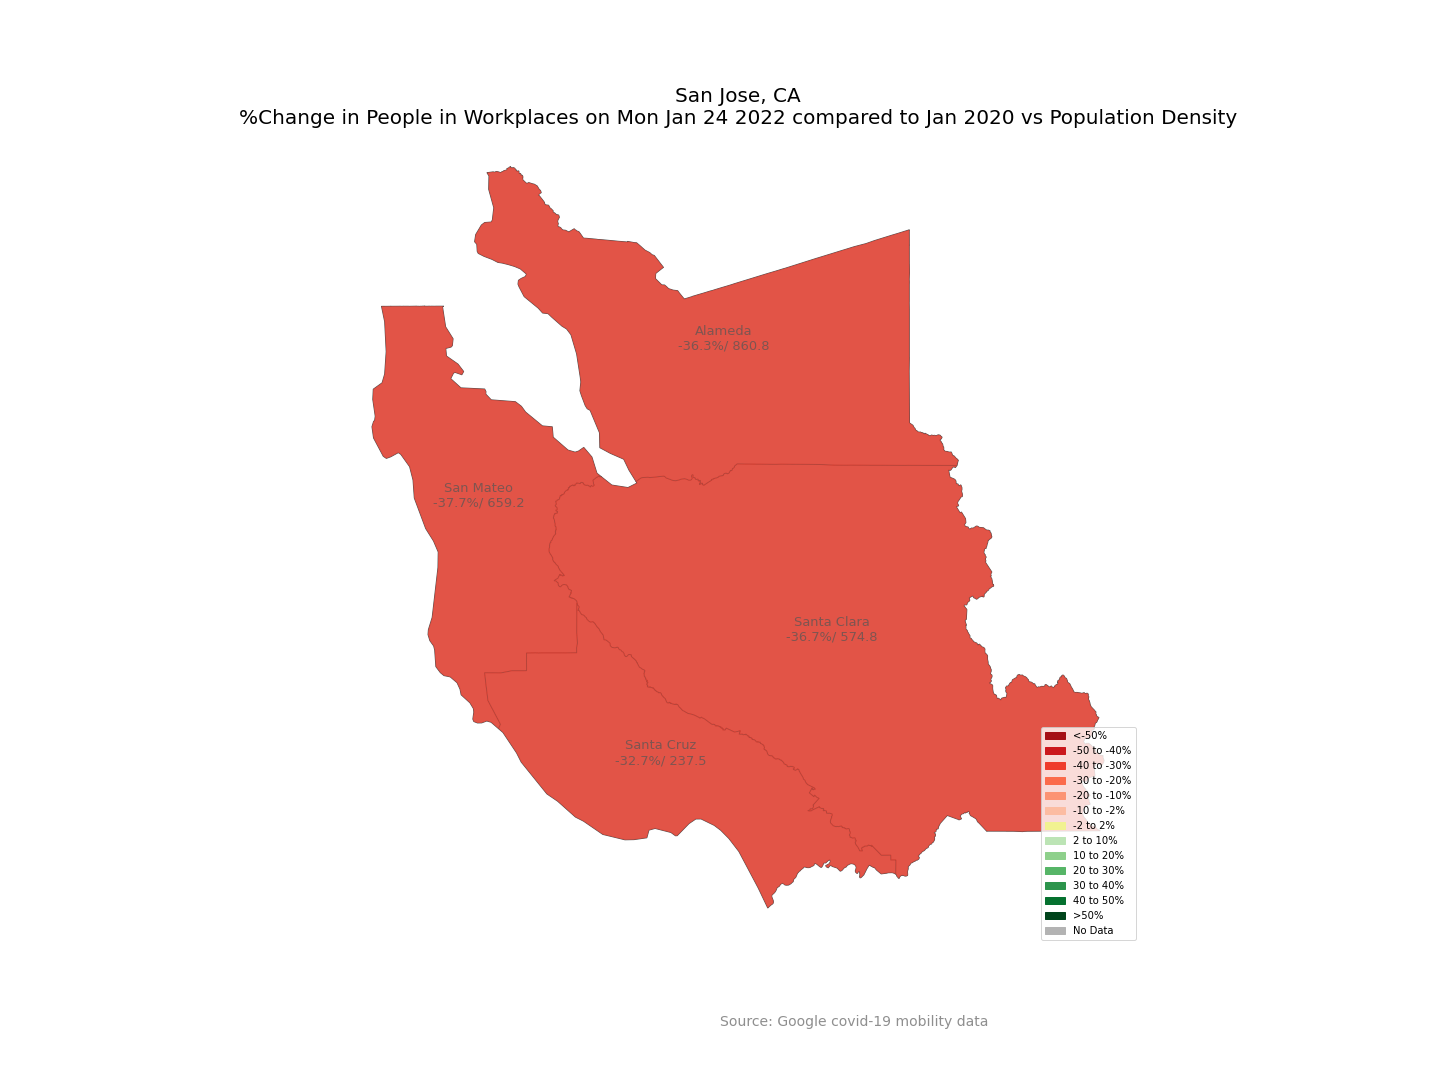 San Jose, CA
%Change in People in Workplaces on Mon Jan 24 2022 compared to Jan 2020 vs Population Density
Alameda
-36.3%/ 860.8
San Mateo
-37.7%/ 659.2
Santa Clara
-36.7%/ 574.8
Santa Cruz
-32.7%/ 237.5
<-50%
-50 to -40%
-40 to -30%
-30 to -20%
-20 to -10%
-10 to -2%
-2 to 2%
2 to 10%
10 to 20%
20 to 30%
30 to 40%
40 to 50%
>50%
No Data
Source: Google covid-19 mobility data